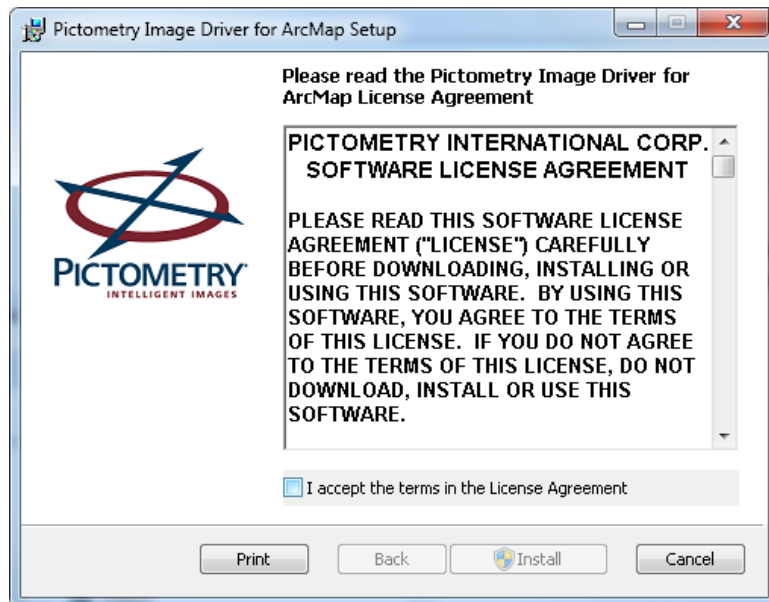 Pictometry Image Driver for ArcMap Setup
Please read the Pictometry Image Driver for
ArcMap License Agreement
PICTOMETRY INTERNATIONAL CORP.
SOFTWARE LICENSE AGREEMENT
PLEASE READ THIS SOFTWARE LICENSE
AGREEMENT ("LICENSE") CAREFULLY
BEFORE DOWNLOADING, INSTALLING OR
USING THIS SOFTWARE.  BY USING THIS
SOFTWARE, YOU AGREE TO THE TERMS
OF THIS LICENSE.  IF YOU DO NOT AGREE
TO THE TERMS OF THIS LICENSE, DO NOT
DOWNLOAD, INSTALL OR USE THIS
SOFTWARE.
PICTOMETRY
INTELLIGENT IMAGES
I accept the terms in the License Agreement
Print Back Install Cancel